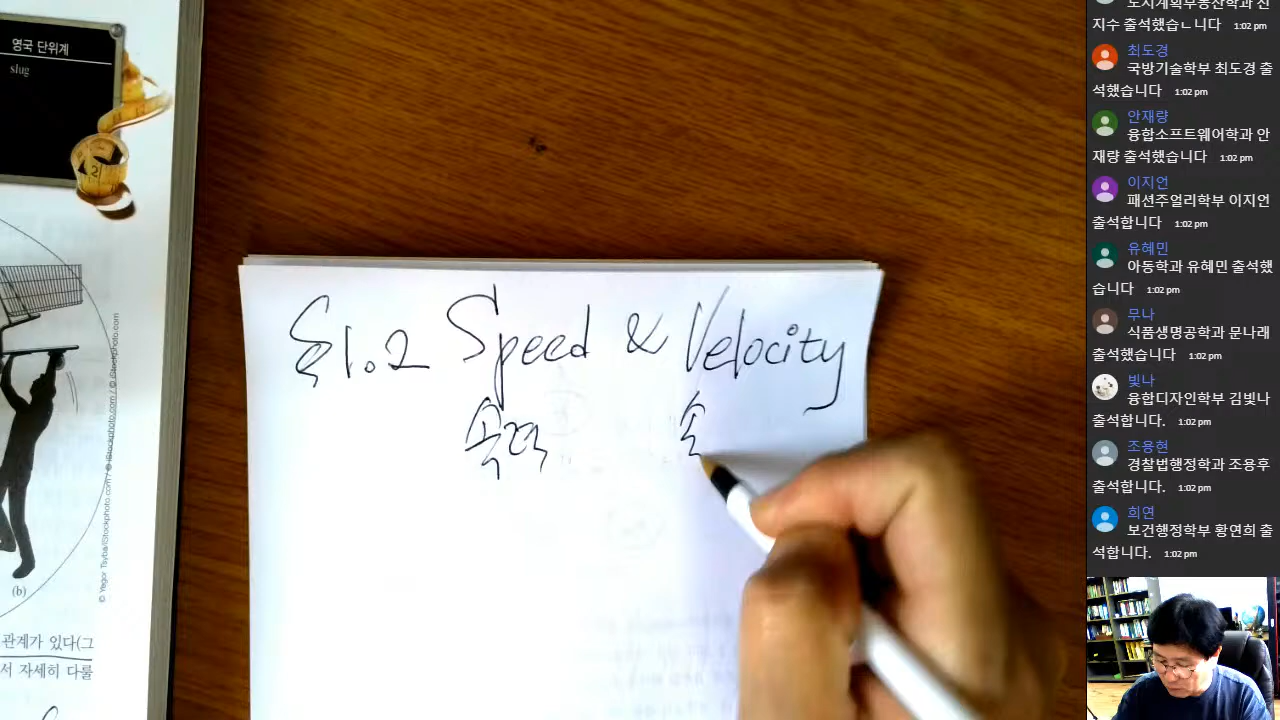 영국 단위계
slug
(b)
© Yegor Tsyba/iStockphoto.com / © iStockphoto.com / © iStockphoto.com
관계가 있다(그
서 자세히 다룰
§1.2 Speed & Velocity
속력 소
도시계획부동산학과 전
지수 출석했습ㄴ니다 1:02 pm
최도경
국방기술학부 최도경 출
석했습니다 1:02 pm
안재량
융합소프트웨어학과 안
재량 출석했습니다 1:02 pm
이지언
패션주얼리학부 이지언
출석합니다 1:02 pm
유혜민
아동학과 유혜민 출석했
습니다 1:02 pm
무나
식품생명공학과 문나래
출석했습니다 1:02 pm
빛나
융합디자인학부 김빛나
출석합니다. 1:02 pm
조용현
경찰법행정학과 조용후
출석합니다. 1:02 pm
희연
보건행정학부 황연희 출
석합니다. 1:02 pm